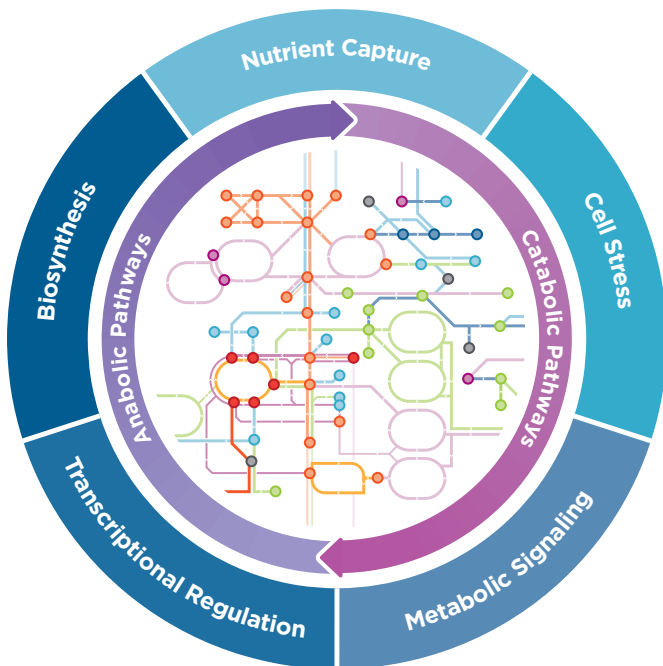 Nutrient Capture
Cell Stress
Metabolic Signaling
Transcriptional Regulation
Biosynthesis
Anabolic Pathways
Catabolic Pathways